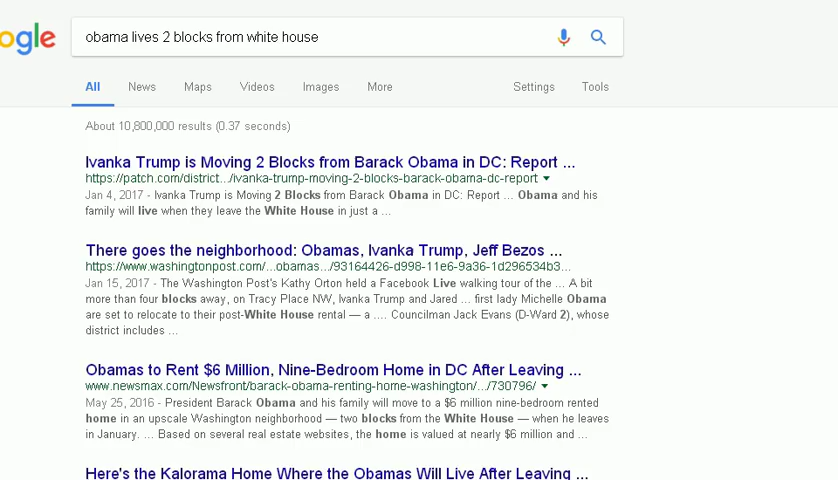 ogle
obama lives 2 blocks from white house
All News Maps Videos Images More Settings Tools
About 10,800,000 results (0.37 seconds)
Ivanka Trump is Moving 2 Blocks from Barack Obama in DC: Report ...
https://patch.com/district.../ivanka-trump-moving-2-blocks-barack-obama-dc-report
Jan 4, 2017 - Ivanka Trump is Moving 2 Blocks from Barack Obama in DC: Report ... Obama and his
family will live when they leave the White House in just a ...
There goes the neighborhood: Obamas, Ivanka Trump, Jeff Bezos ...
https://www.washingtonpost.com/...obamas.../93164426-d998-11e6-9a36-1d296534b3...
Jan 15, 2017 - The Washington Post's Kathy Orton held a Facebook Live walking tour of the ... A bit
more than four blocks away, on Tracy Place NW, Ivanka Trump and Jared ... first lady Michelle Obama
are set to relocate to their post-White House rental — a .... Councilman Jack Evans (D-Ward 2), whose
district includes ...
Obamas to Rent $6 Million, Nine-Bedroom Home in DC After Leaving ...
www.newsmax.com/Newsfront/barack-obama-renting-home-washington/.../730796/
May 25, 2016 - President Barack Obama and his family will move to a $6 million nine-bedroom rented
home in an upscale Washington neighborhood — two blocks from the White House — when he leaves
in January. ... Based on several real estate websites, the home is valued at nearly $6 million and ...
Here's the Kalorama Home Where the Obamas Will Live After Leaving ...